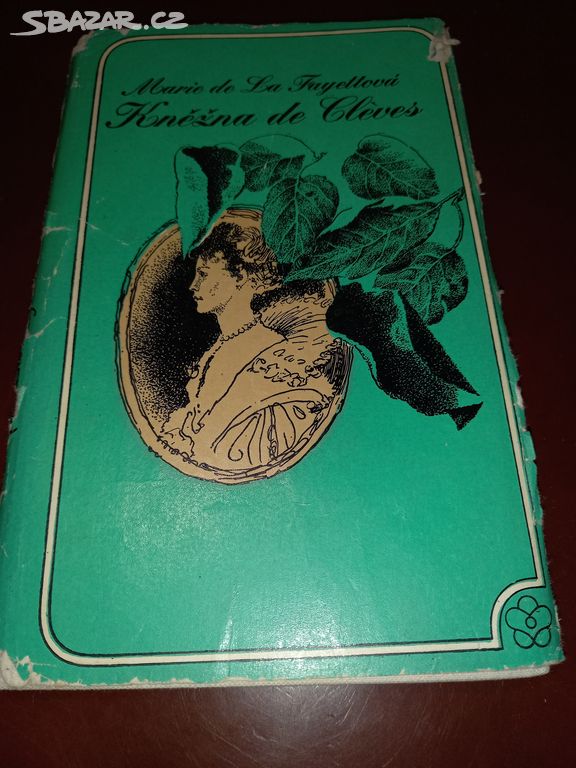 SBAZAR.CZ
Marie de La Fayettová
Kněžna de Clèves